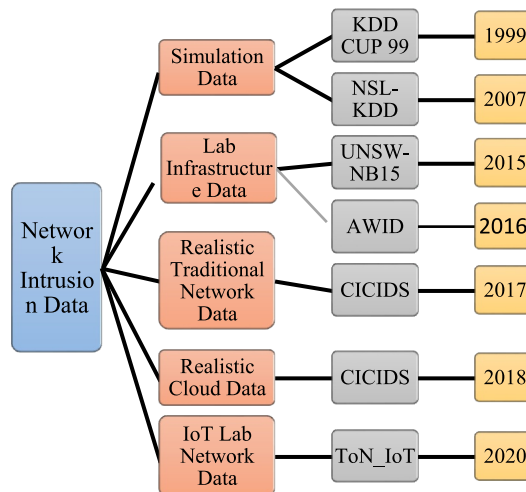 Networ
k
Intrusio
n Data
Simulation
Data
KDD
CUP 99
1999
NSL-
KDD
2007
Lab
Infrastructur
e Data
UNSW-
NB15
2015
AWID
2016
Realistic
Traditional
Network
Data
CICIDS
2017
Realistic
Cloud Data
CICIDS
2018
IoT Lab
Network
Data
ToN_IoT
2020